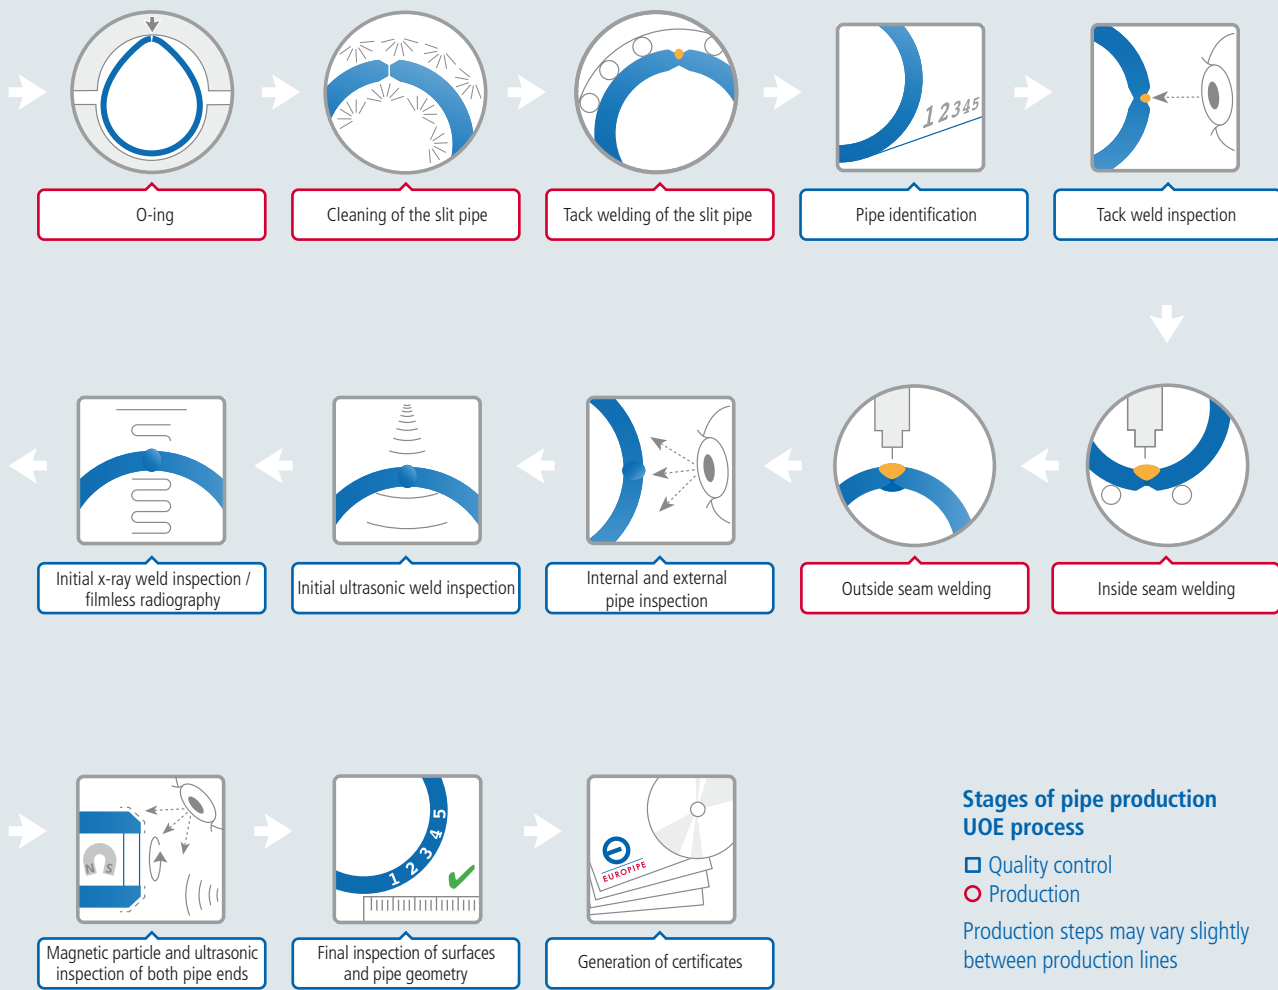 O-ing
Cleaning of the slit pipe
Tack welding of the slit pipe
12345
Pipe identification
Tack weld inspection
Initial x-ray weld inspection /
filmless radiography
Initial ultrasonic weld inspection
Internal and external
pipe inspection
Outside seam welding
Inside seam welding
N S
Magnetic particle and ultrasonic
inspection of both pipe ends
1 2 3 4 5
Final inspection of surfaces
and pipe geometry
EUROPIPE
Generation of certificates
Stages of pipe production
UOE process
Quality control
Production
Production steps may vary slightly
between production lines